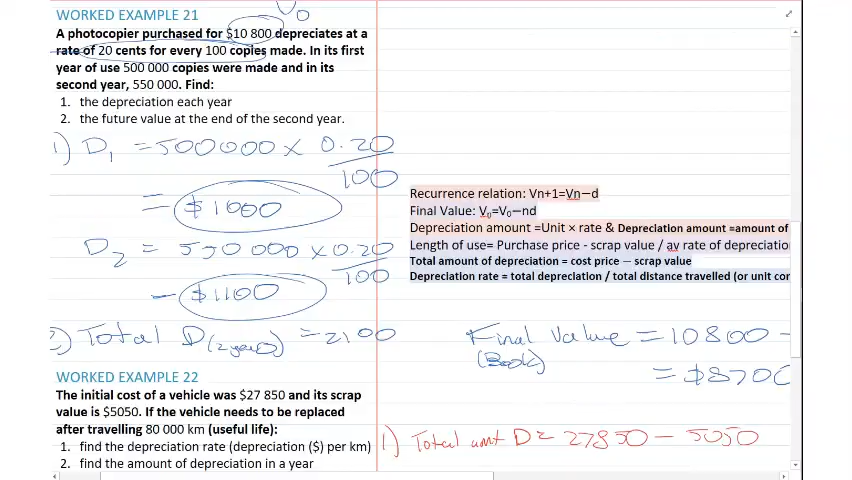 V0
WORKED EXAMPLE 21
A photocopier purchased for $10 800 depreciates at a
rate of 20 cents for every 100 copies made. In its first
year of use 500 000 copies were made and in its
second year, 550 000. Find:
1. the depreciation each year
2. the future value at the end of the second year.
1) D1 = 500000 × 0.20
100
= $1000
D2 = 550 000 × 0.20
100
= $1100
2) Total D (2 years) = 2100
Recurrence relation: Vn+1=Vn−d
Final Value: V0=V0−nd
Depreciation amount =Unit × rate & Depreciation amount =amount of
Length of use= Purchase price - scrap value / av rate of depreciation
Total amount of depreciation = cost price − scrap value
Depreciation rate = total depreciation / total distance travelled (or unit con
Final Value = 10800 -
(Book)
= $8700
WORKED EXAMPLE 22
The initial cost of a vehicle was $27 850 and its scrap
value is $5050. If the vehicle needs to be replaced
after travelling 80 000 km (useful life):
1. find the depreciation rate (depreciation ($) per km)
2. find the amount of depreciation in a year
1) Total amt D = 27850 - 5050